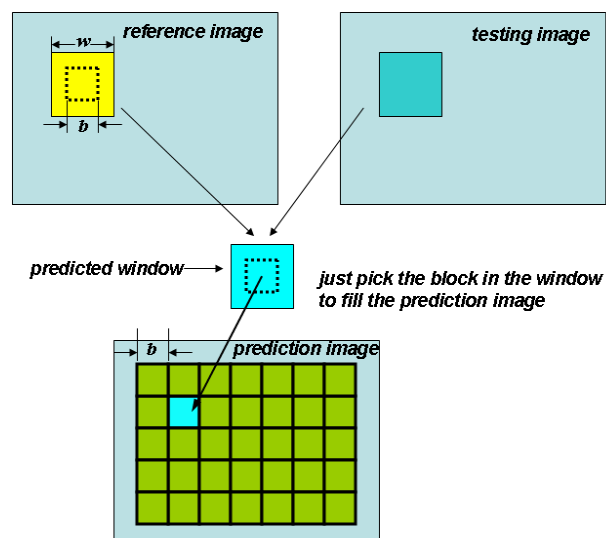 reference image
testing image
w
b
predicted window
just pick the block in the window
to fill the prediction image
b
prediction image